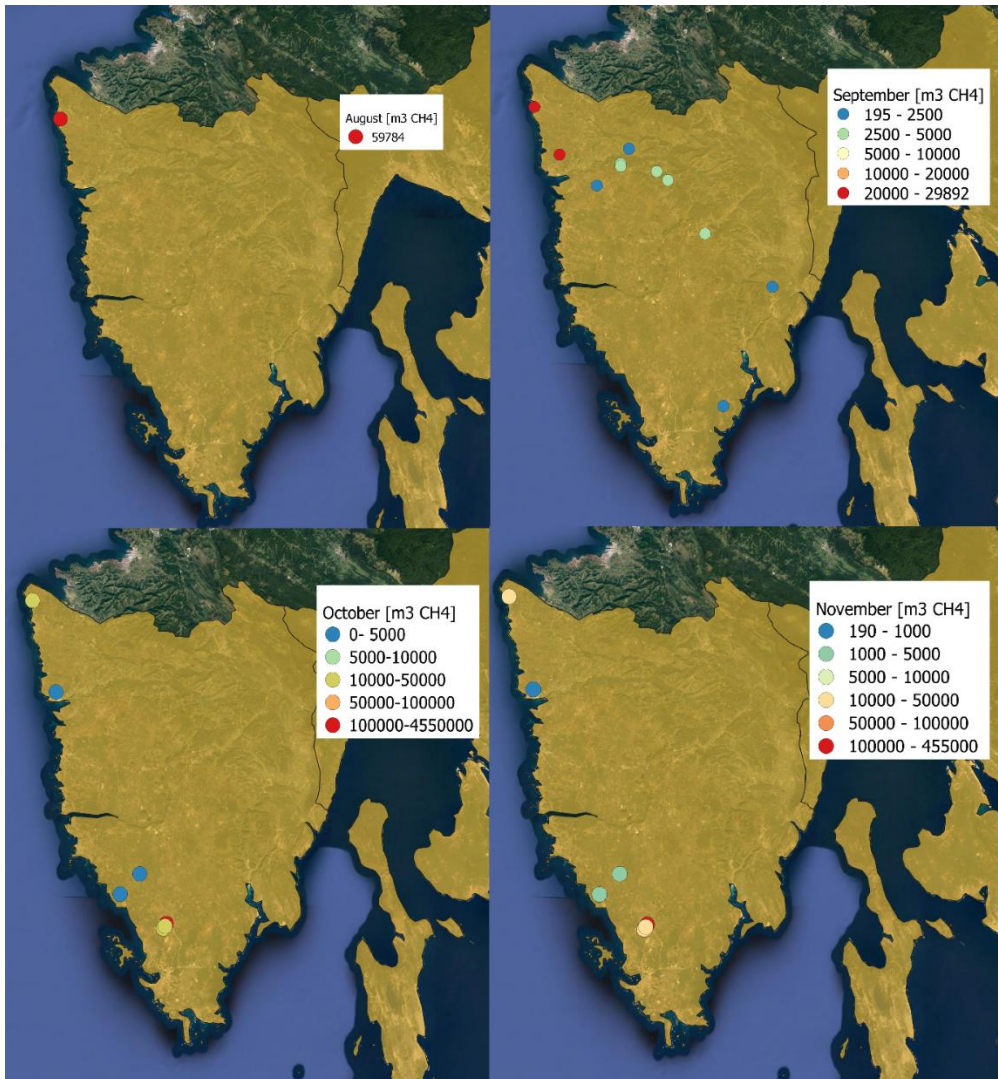 August [m3 CH4]
59784
September [m3 CH4]
195 - 2500
2500 - 5000
5000 - 10000
10000 - 20000
20000 - 29892
October [m3 CH4]
0- 5000
5000-10000
10000-50000
50000-100000
100000-4550000
November [m3 CH4]
190 - 1000
1000 - 5000
5000 - 10000
10000 - 50000
50000 - 100000
100000 - 455000